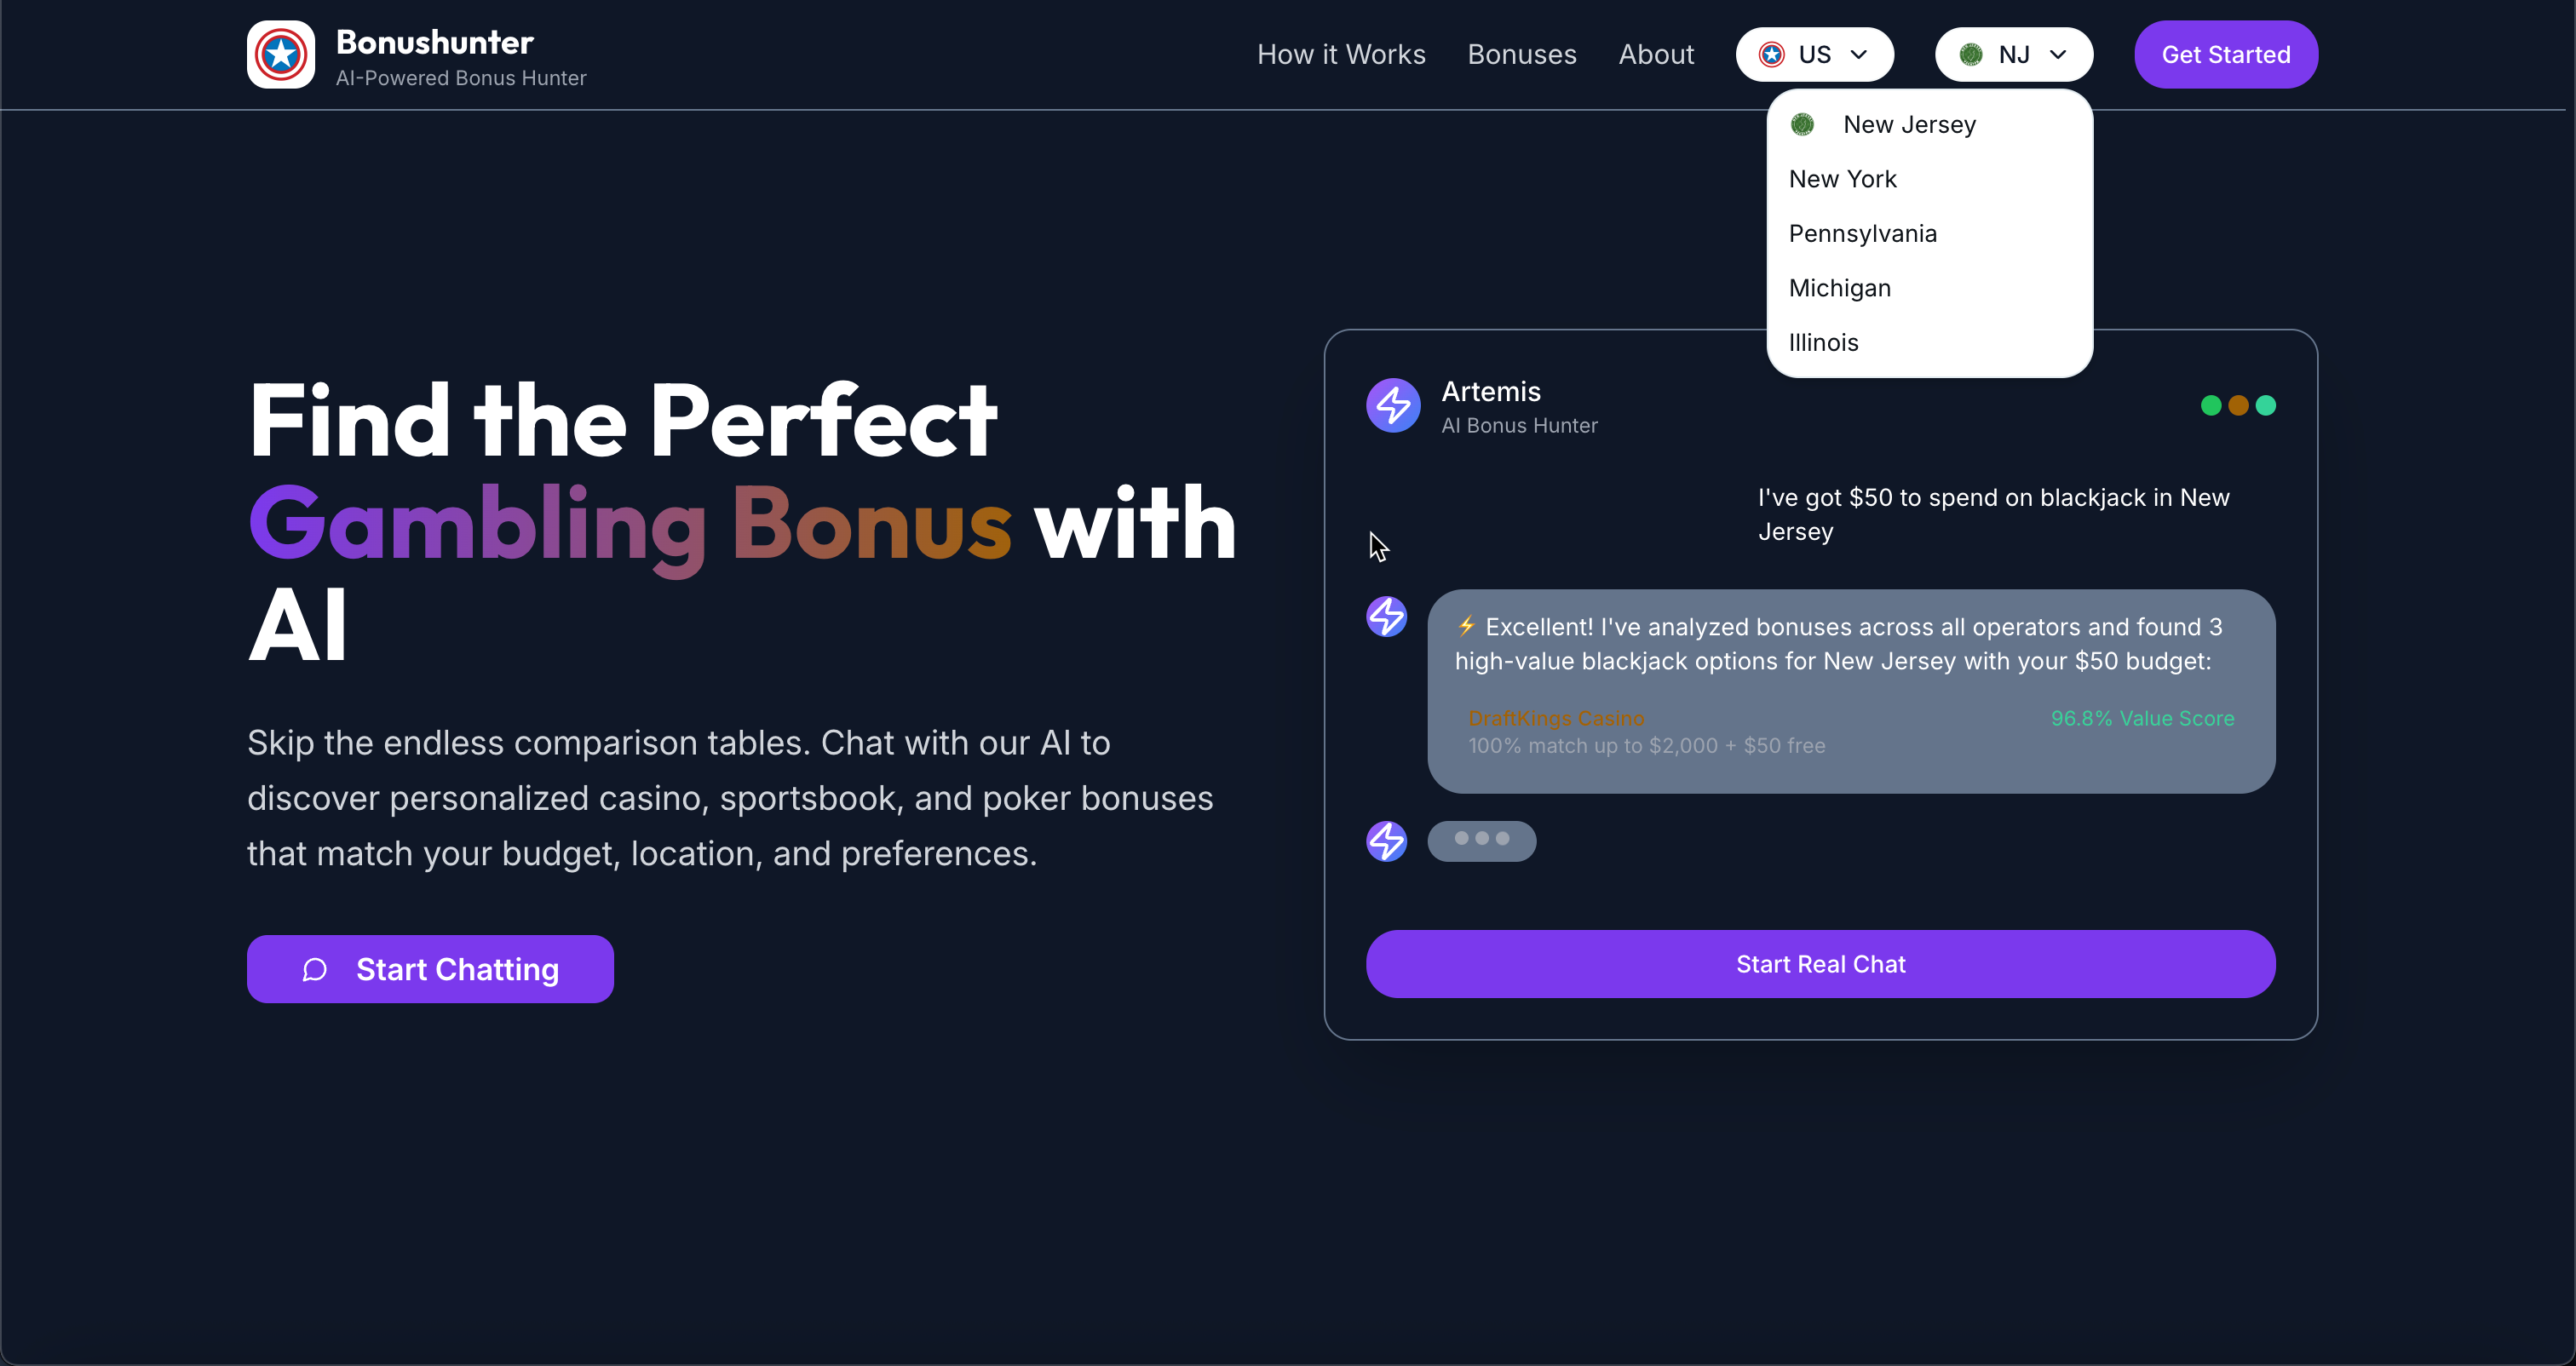 Bonushunter
AI-Powered Bonus Hunter
How it Works
Bonuses
About
US
NJ
Get Started
New Jersey
New York
Pennsylvania
Michigan
Illinois
Find the Perfect
Gambling Bonus with
AI
Skip the endless comparison tables. Chat with our AI to
discover personalized casino, sportsbook, and poker bonuses
that match your budget, location, and preferences.
Start Chatting
Artemis
AI Bonus Hunter
I've got $50 to spend on blackjack in New
Jersey
⚡ Excellent! I've analyzed bonuses across all operators and found 3
high-value blackjack options for New Jersey with your $50 budget:
DraftKings Casino
96.8% Value Score
100% match up to $2,000 + $50 free
Start Real Chat